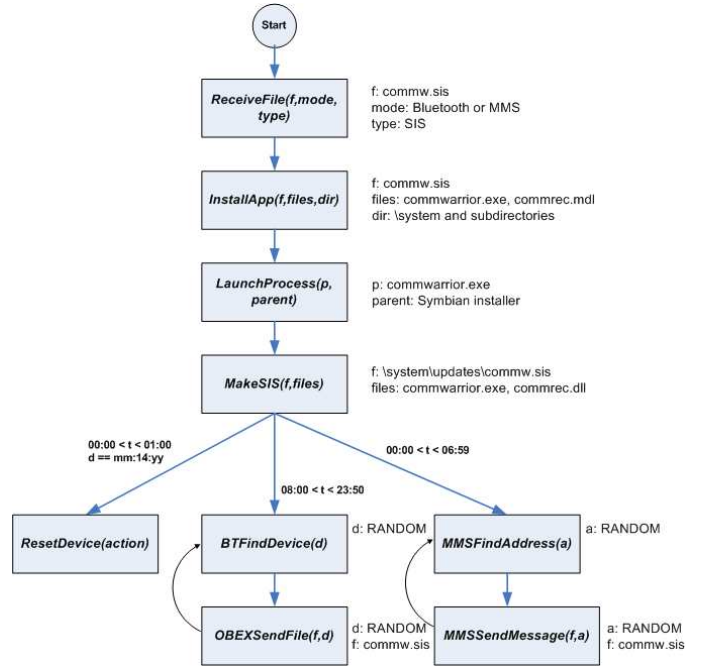 Start
ReceiveFile(f,mode,
type)
f: commw.sis
mode: Bluetooth or MMS
type: SIS
InstallApp(f,files,dir)
f: commw.sis
files: commwarrior.exe, commrec.mdl
dir: \system and subdirectories
LaunchProcess(p,
parent)
p: commwarrior.exe
parent: Symbian installer
MakeSIS(f,files)
f: \system\updates\commw.sis
files: commwarrior.exe, commrec.dll
00:00 < t < 01:00
d == mm:14:yy
08:00 < t < 23:50
00:00 < t < 06:59
ResetDevice(action)
BTFindDevice(d)
d: RANDOM
MMSFindAddress(a)
a: RANDOM
OBEXSendFile(f,d)
d: RANDOM
f: commw.sis
MMSSendMessage(f,a)
a: RANDOM
f: commw.sis